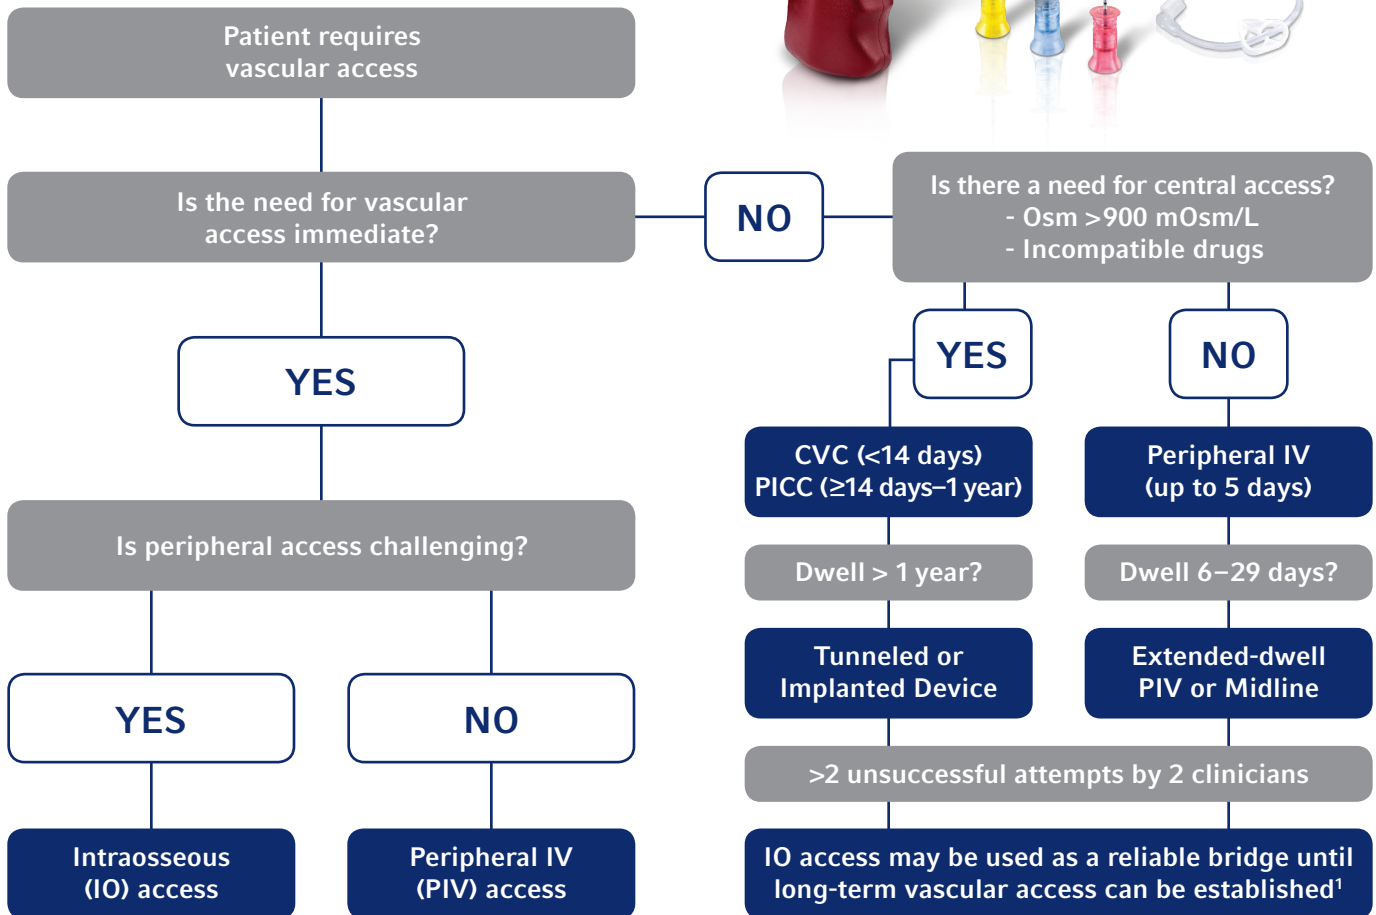 Patient requires
vascular access
Is the need for vascular
access immediate?
NO
Is there a need for central access?
- Osm >900 mOsm/L
- Incompatible drugs
YES
YES
NO
CVC (<14 days)
PICC (≥14 days–1 year)
Peripheral IV
(up to 5 days)
Is peripheral access challenging?
Dwell > 1 year?
Dwell 6–29 days?
Tunneled or
Implanted Device
Extended-dwell
PIV or Midline
YES
NO
>2 unsuccessful attempts by 2 clinicians
Intraosseous
(IO) access
Peripheral IV
(PIV) access
IO access may be used as a reliable bridge until
long-term vascular access can be established¹